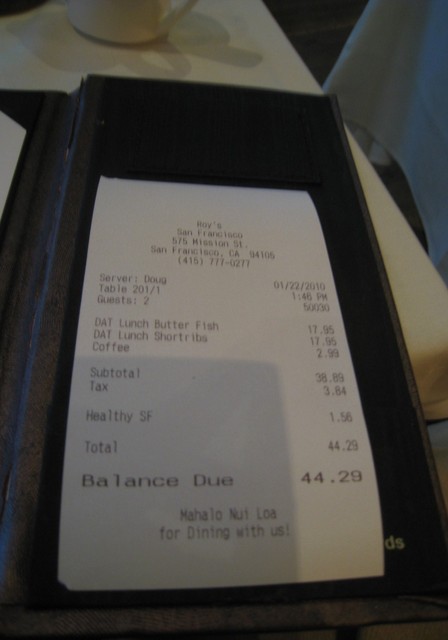 Roy's
San Francisco
575 Mission St.
San Francisco, CA 94105
(415) 777-0277
Server: Doug 01/22/2010
Table 201/1 1:46 PM
Guests: 2 50030
DAT Lunch Butter Fish 17.95
DAT Lunch Shortribs 17.95
Coffee 2.99
Subtotal 38.89
Tax 3.84
Healthy SF 1.56
Total 44.29
Balance Due 44.29
Mahalo Nui Loa
for Dining with us!
ds